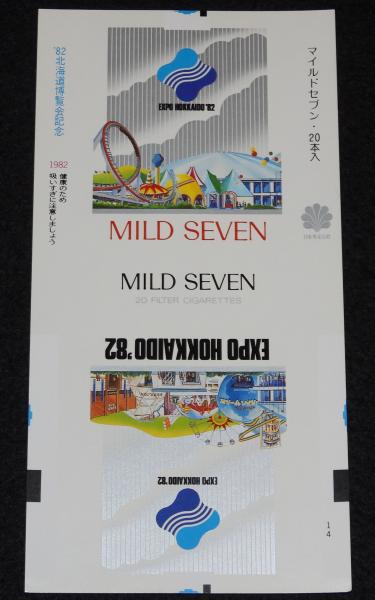 '82北海道博覧会記念
1982
健康のため
吸いすぎに注意しましょう
EXPO HOKKAIDO '82
マイルドセブン・20本入
日本専売公社
MILD SEVEN
MILD SEVEN
20 FILTER CIGARETTES
EXPO HOKKAIDO '82
EXPO HOKKAIDO '82
14